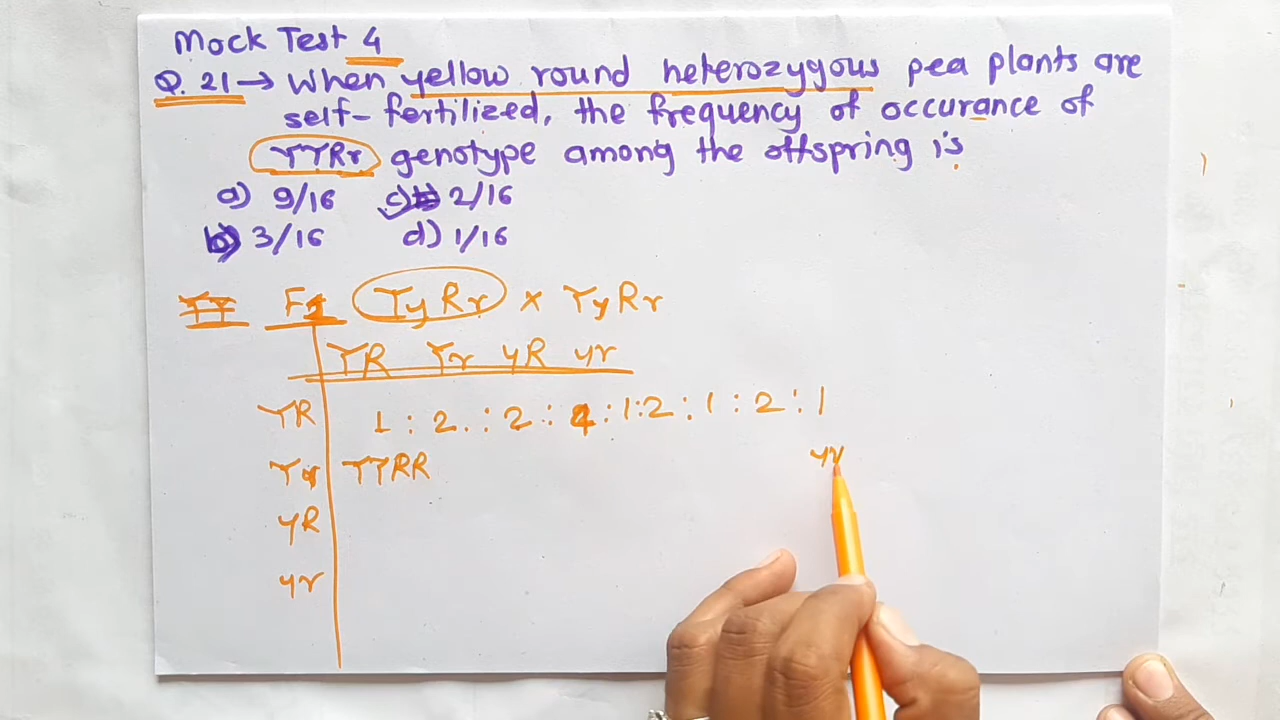 Mock Test 4
Q. 21→ When yellow round heterozygous pea plants are
self-fertilized, the frequency of occurance of
YYRr genotype among the offspring is.
a) 9/16 c) 2/16
b) 3/16 d) 1/16
YY F1 YyRr × YyRr
YR Yr yR yr
YR 1 : 2 : 2 : 4 : 1 : 2 : 1 : 2 : 1
Yr YYRR yr
yR
yr